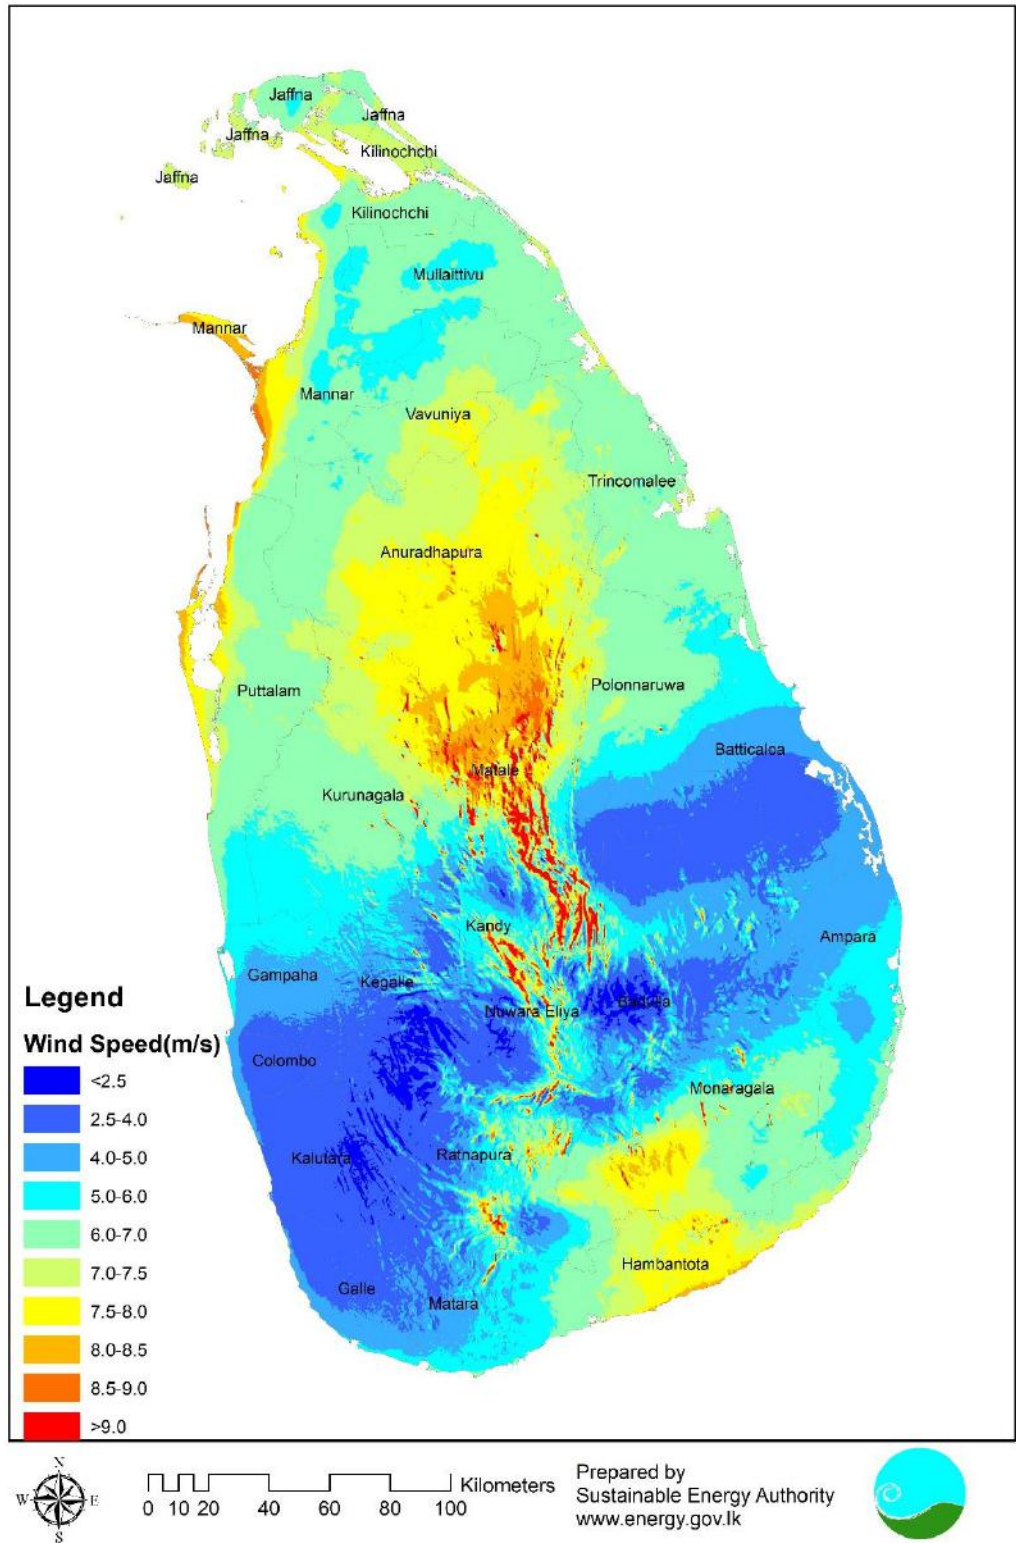 Jaffna
Jaffna
Jaffna
Kilinochchi
Jaffna
Kilinochchi
Mullaittivu
Mannar
Mannar
Vavuniya
Trincomalee
Anuradhapura
Polonnaruwa
Puttalam
Batticaloa
Matale
Kurunagala
Kandy
Ampara
Gampaha
Kegalle
Badulla
Nuwara Eliya
Colombo
Monaragala
Kalutara
Ratnapura
Hambantota
Galle
Matara
Legend
Wind Speed(m/s)
<2.5
2.5-4.0
4.0-5.0
5.0-6.0
6.0-7.0
7.0-7.5
7.5-8.0
8.0-8.5
8.5-9.0
>9.0
N
W E
S
Kilometers
0 10 20 40 60 80 100
Prepared by
Sustainable Energy Authority
www.energy.gov.lk